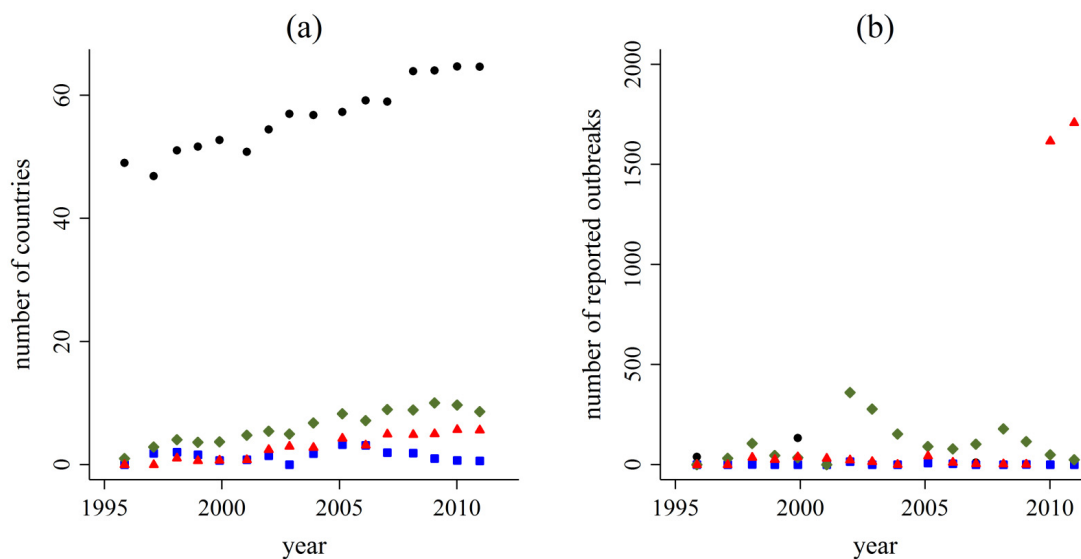 (a)
number of countries
60
40
20
0
1995 2000 2005 2010
year
(b)
number of reported outbreaks
2000
1500
1000
500
0
1995 2000 2005 2010
year